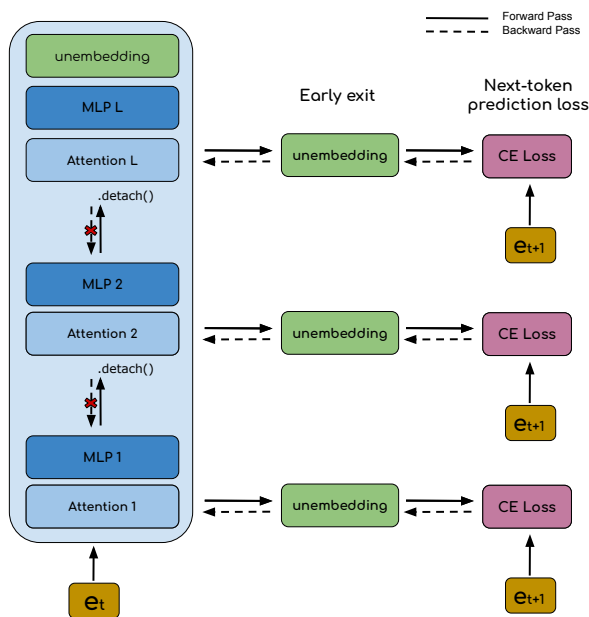 Forward Pass
Backward Pass
unembedding
MLP L
Attention L
.detach()
MLP 2
Attention 2
.detach()
MLP 1
Attention 1
et
Early exit
unembedding
unembedding
unembedding
Next-token
prediction loss
CE Loss
et+1
CE Loss
et+1
CE Loss
et+1